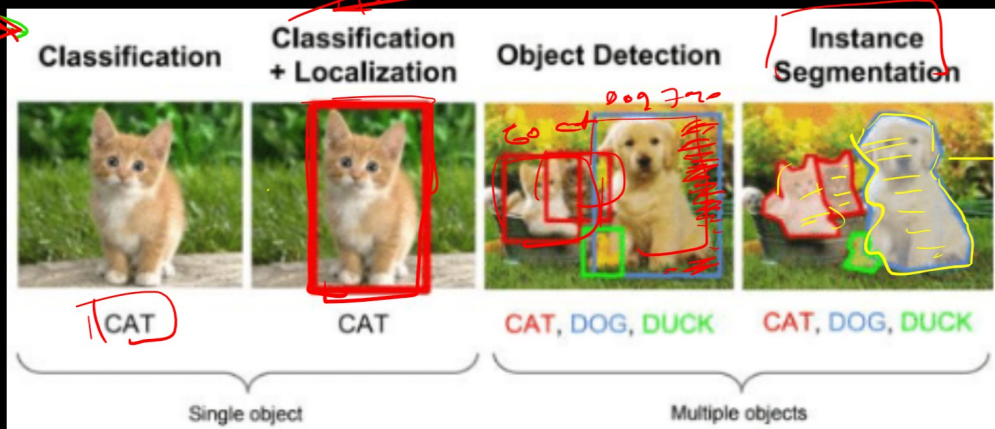 Classification
Classification
+ Localization
Object Detection
Instance
Segmentation
CAT
CAT
CAT, DOG, DUCK
CAT, DOG, DUCK
Single object
Multiple objects